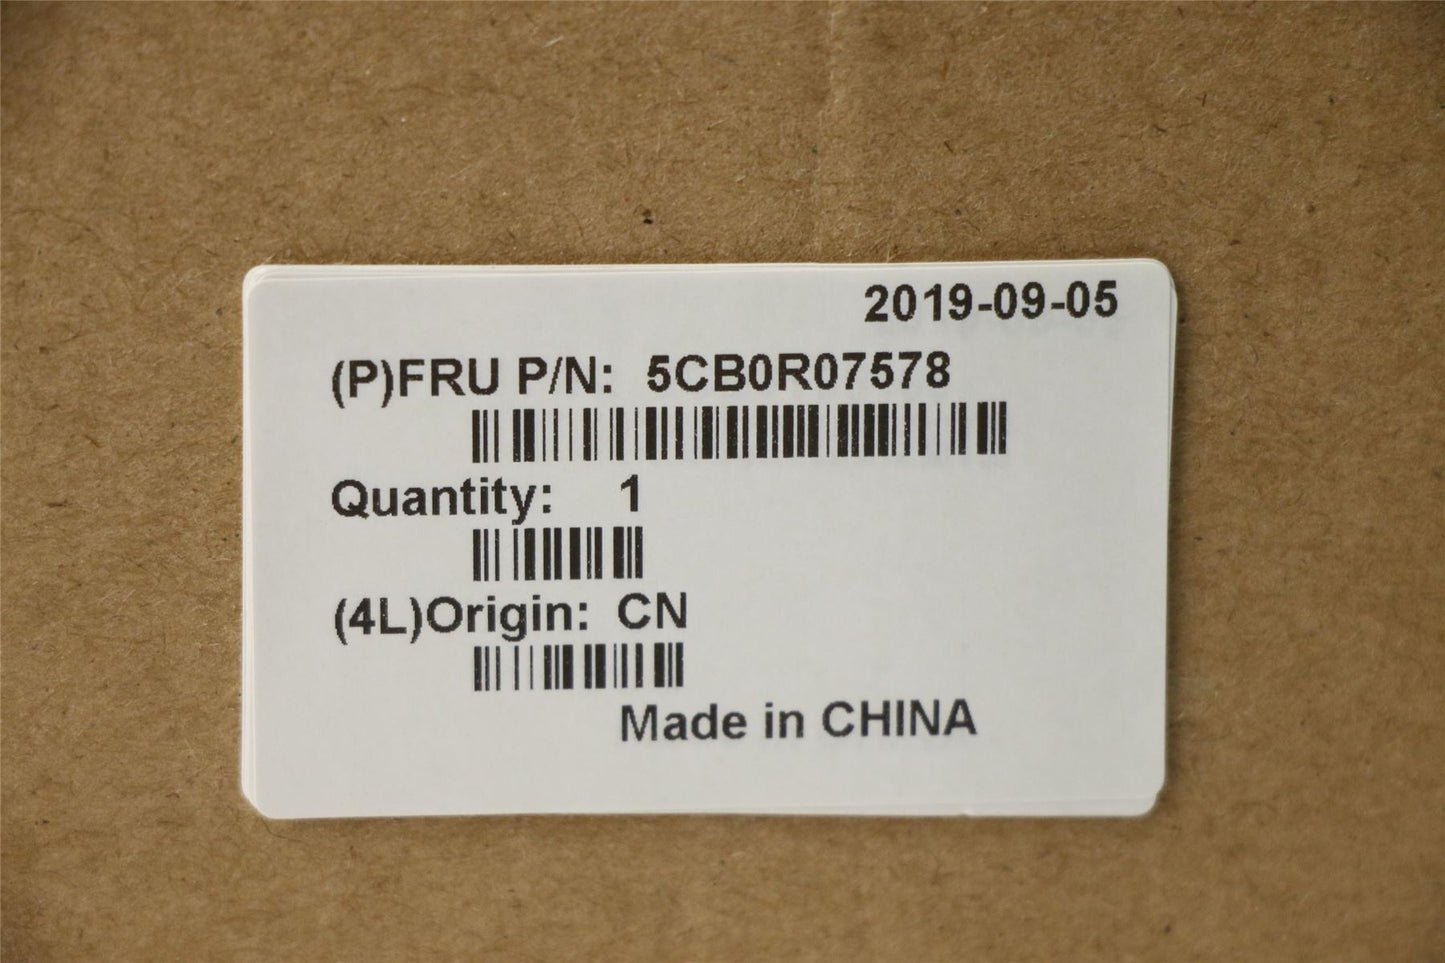 2019-09-05
(P)FRU P/N: 5CB0R07578
Quantity: 1
(4L)Origin: CN
Made in CHINA